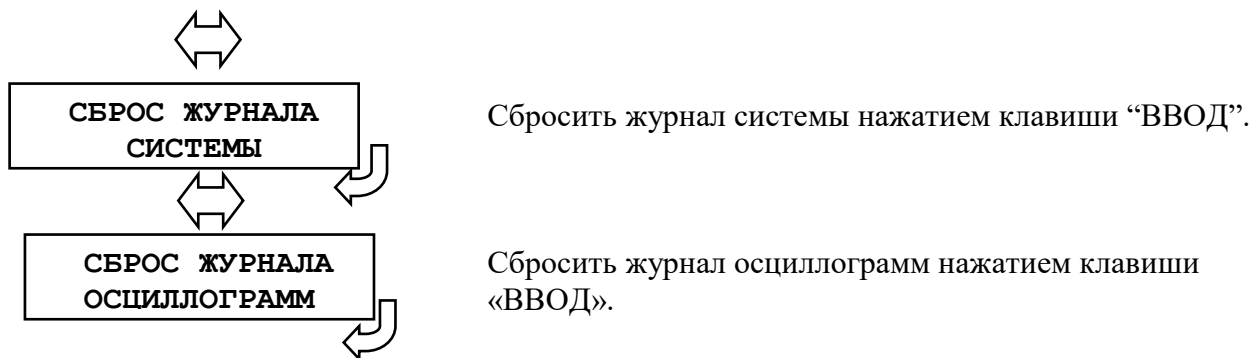 СБРОС ЖУРНАЛА
СИСТЕМЫ
Сбросить журнал системы нажатием клавиши “ВВОД”.
СБРОС ЖУРНАЛА
ОСЦИЛЛОГРАММ
Сбросить журнал осциллограмм нажатием клавиши
«ВВОД».